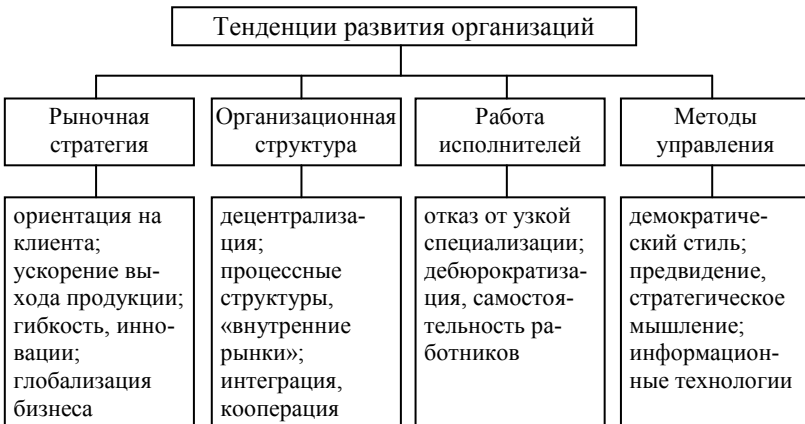 Тенденции развития организаций
Рыночная
стратегия
Организационная
структура
Работа
исполнителей
Методы
управления
ориентация на
клиента;
ускорение вы-
хода продукции;
гибкость, инно-
вации;
глобализация
бизнеса
децентрализа-
ция;
процессные
структуры,
«внутренние
рынки»;
интеграция,
кооперация
отказ от узкой
специализации;
дебюрократиза-
ция, самостоя-
тельность ра-
ботников
демократиче-
ский стиль;
предвидение,
стратегическое
мышление;
информацион-
ные технологии